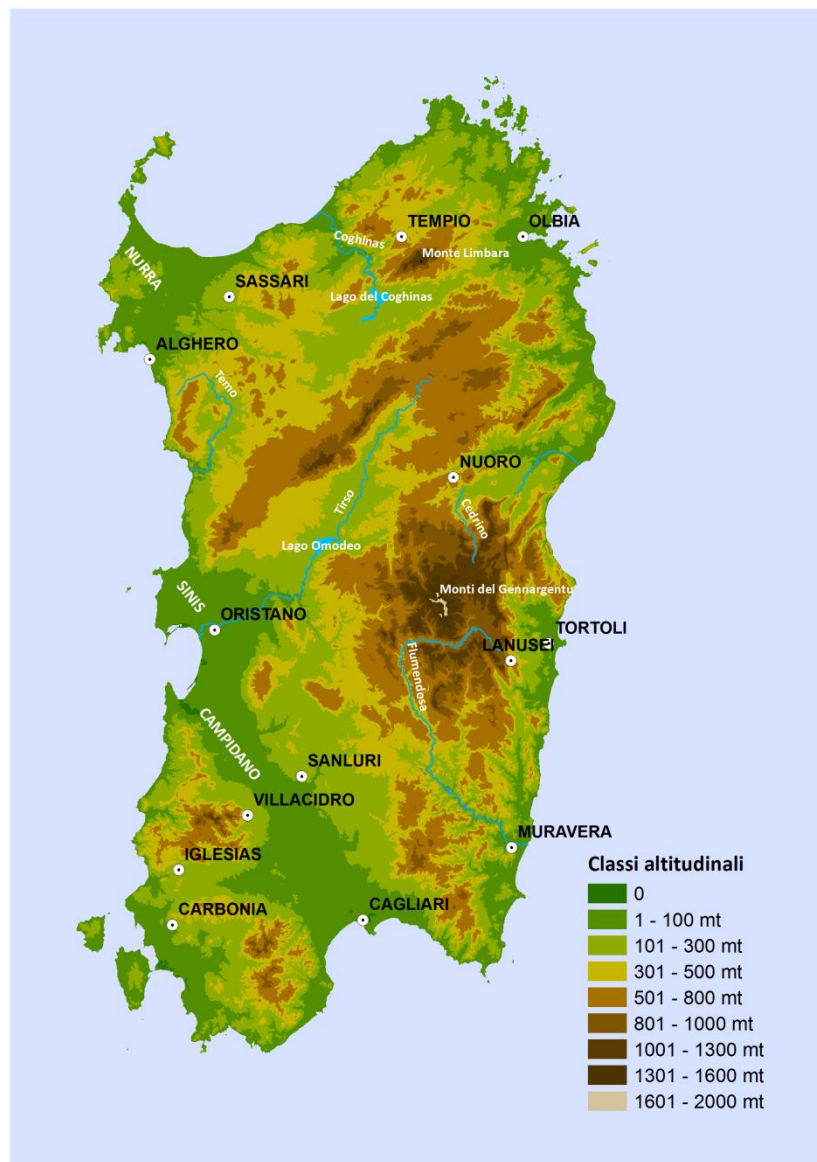 TEMPIO
OLBIA
Coghinas
Monte Limbara
NURRA
SASSARI
Lago del Coghinas
ALGHERO
Temo
NUORO
Tirso
Cedrino
Lago Omodeo
Monti del Gennargentu
SINIS
ORISTANO
TORTOLI
LANUSEI
Flumendosa
CAMPIDANO
SANLURI
VILLACIDRO
MURAVERA
IGLESIAS
CARBONIA
CAGLIARI
Classi altitudinali
0
1 - 100 mt
101 - 300 mt
301 - 500 mt
501 - 800 mt
801 - 1000 mt
1001 - 1300 mt
1301 - 1600 mt
1601 - 2000 mt